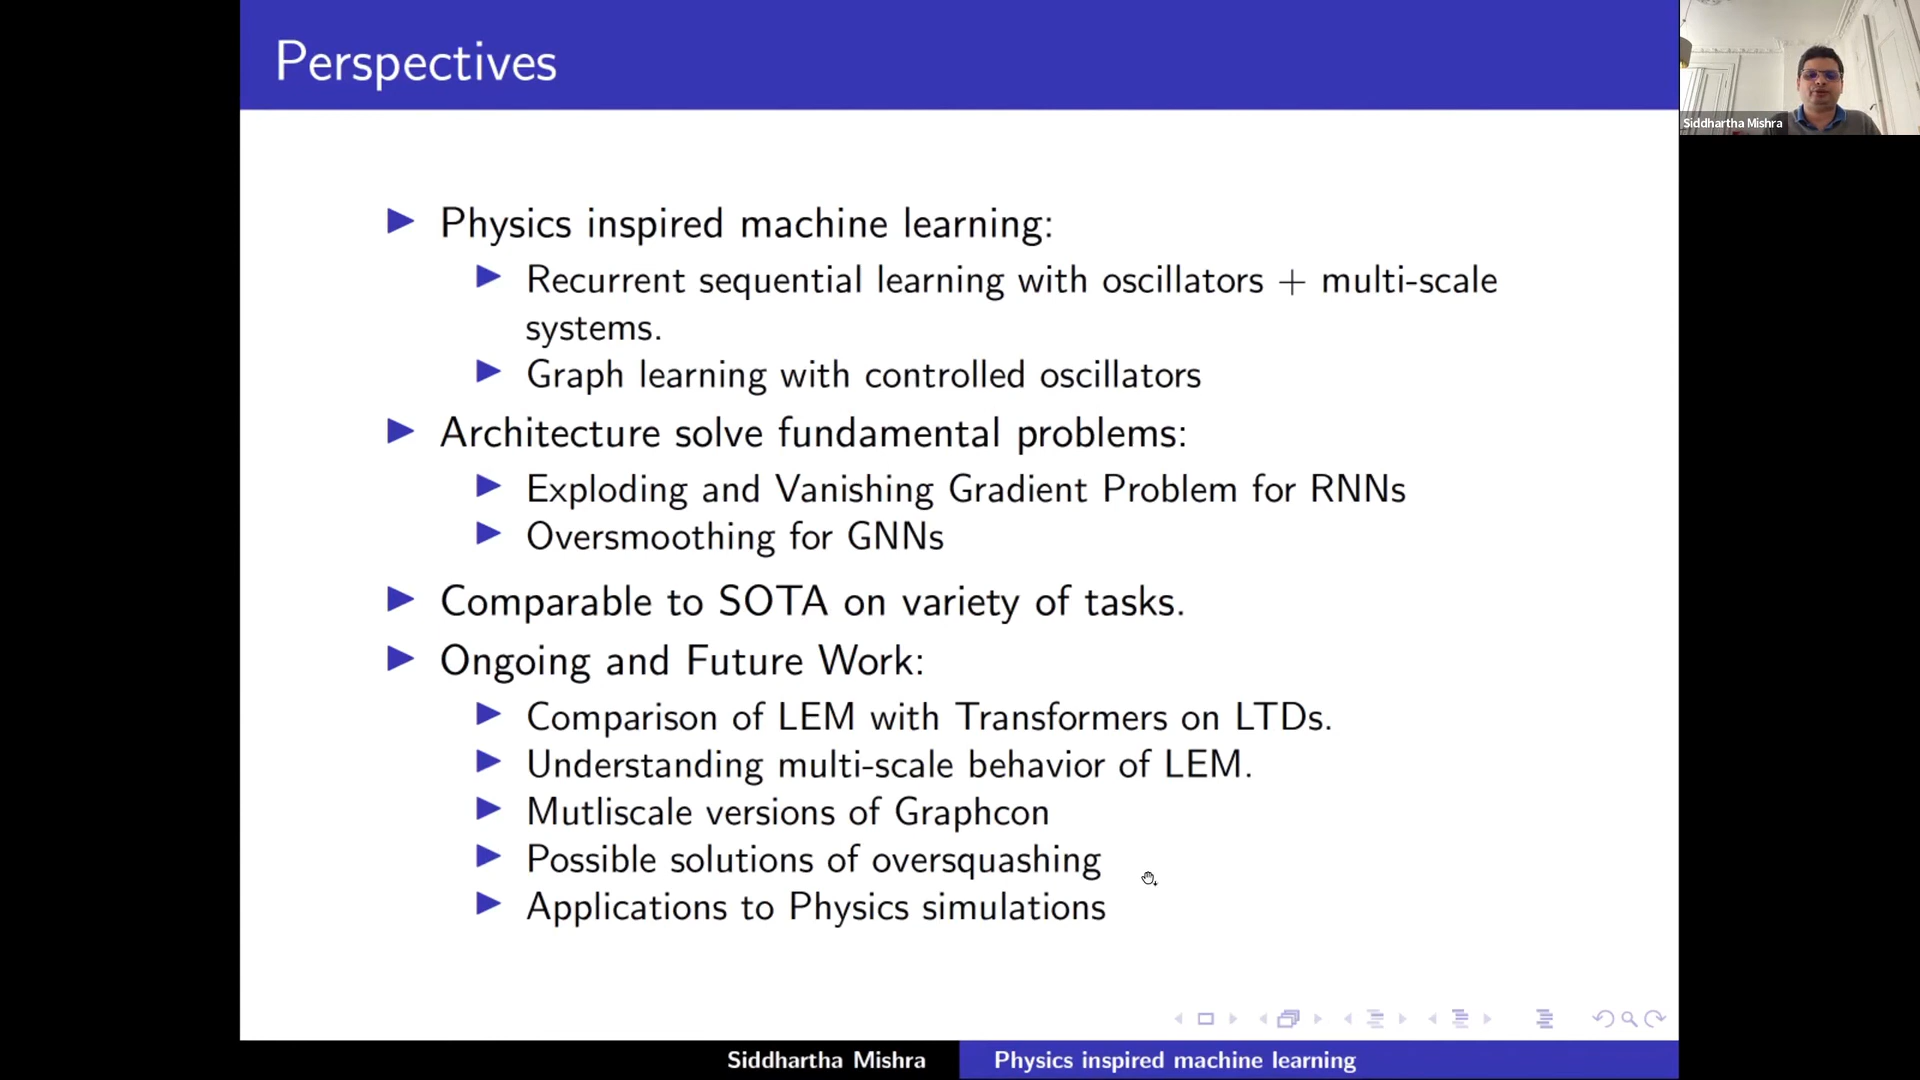 Perspectives
Siddhartha Mishra
Physics inspired machine learning:
Recurrent sequential learning with oscillators + multi-scale
systems.
Graph learning with controlled oscillators
Architecture solve fundamental problems:
Exploding and Vanishing Gradient Problem for RNNs
Oversmoothing for GNNs
Comparable to SOTA on variety of tasks.
Ongoing and Future Work:
Comparison of LEM with Transformers on LTDs.
Understanding multi-scale behavior of LEM.
Mutliscale versions of Graphcon
Possible solutions of oversquashing
Applications to Physics simulations
Siddhartha Mishra
Physics inspired machine learning